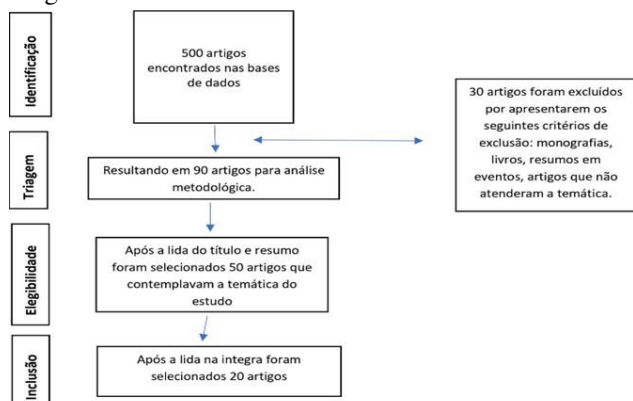 Identificação
500 artigos
encontrados nas bases
de dados
30 artigos foram excluídos
por apresentarem os
seguintes critérios de
exclusão: monografias,
livros, resumos em
eventos, artigos que não
atenderam a temática.
Triagem
Resultando em 90 artigos para análise
metodológica.
Elegibilidade
Após a lida do título e resumo
foram selecionados 50 artigos que
contemplavam a temática do
estudo
Inclusão
Após a lida na integra foram
selecionados 20 artigos